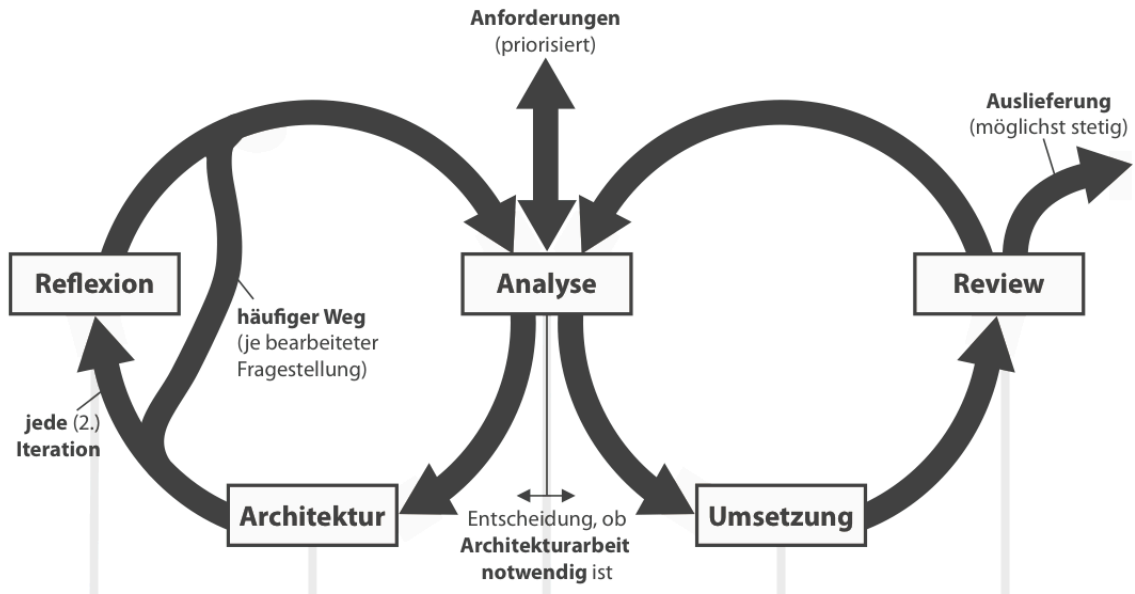 Anforderungen
(priorisiert)
Auslieferung
(möglichst stetig)
Reflexion
Analyse
Review
häufiger Weg
(je bearbeiteter
Fragestellung)
jede (2.)
Iteration
Architektur
Umsetzung
Entscheidung, ob
Architekturarbeit
notwendig ist